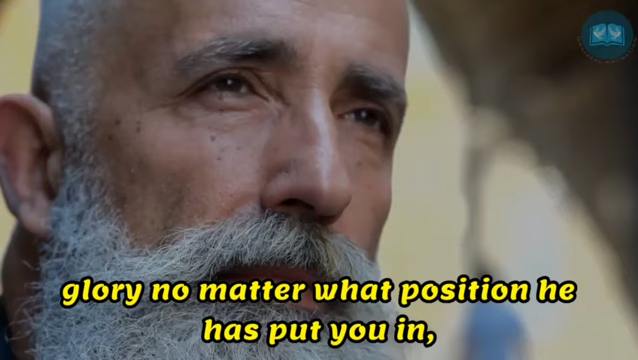 glory no matter what position he
has put you in,